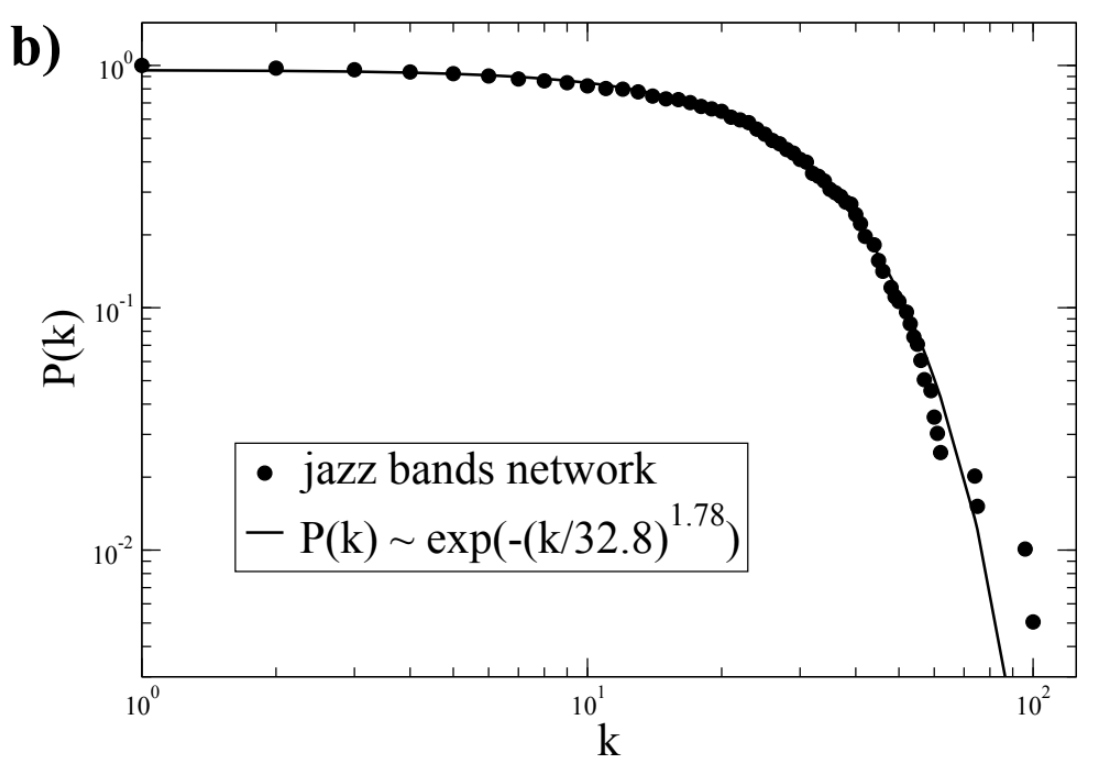 b)
10^0
10^-1
P(k)
jazz bands network
P(k) ~ exp(-(k/32.8)^1.78)
10^-2
10^0 10^1 10^2
k